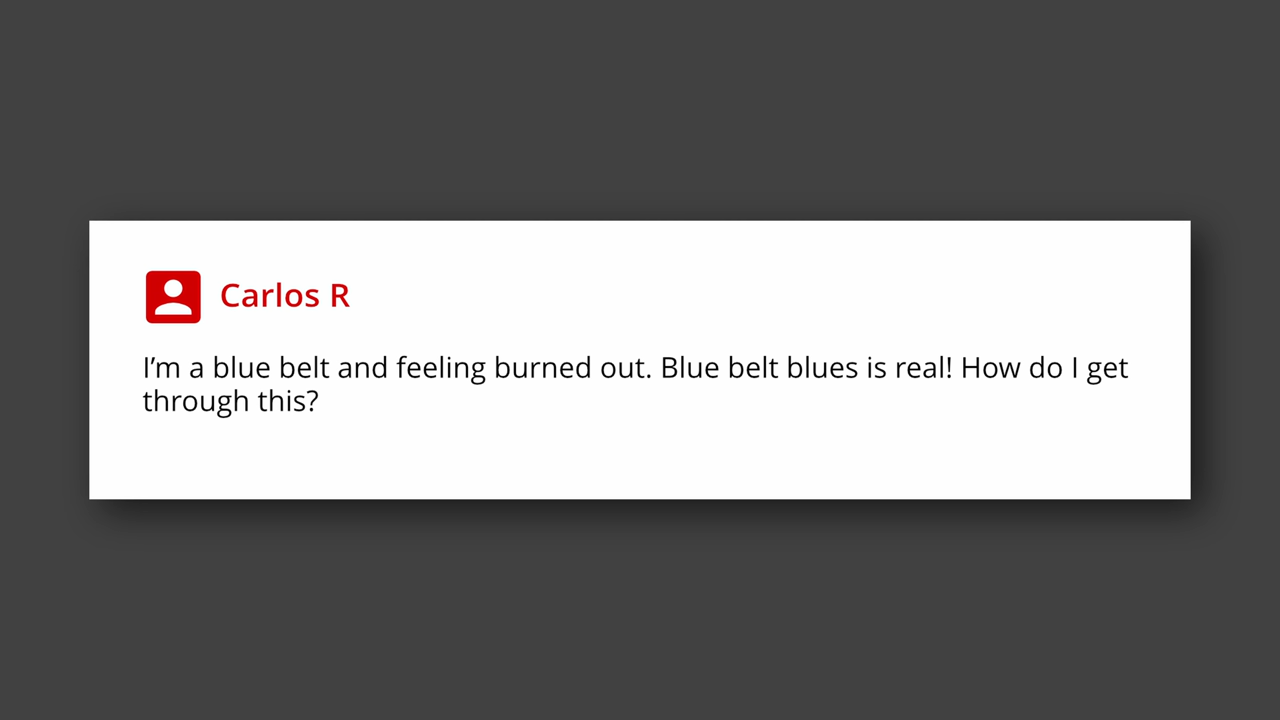 Carlos R
I’m a blue belt and feeling burned out. Blue belt blues is real! How do I get
through this?